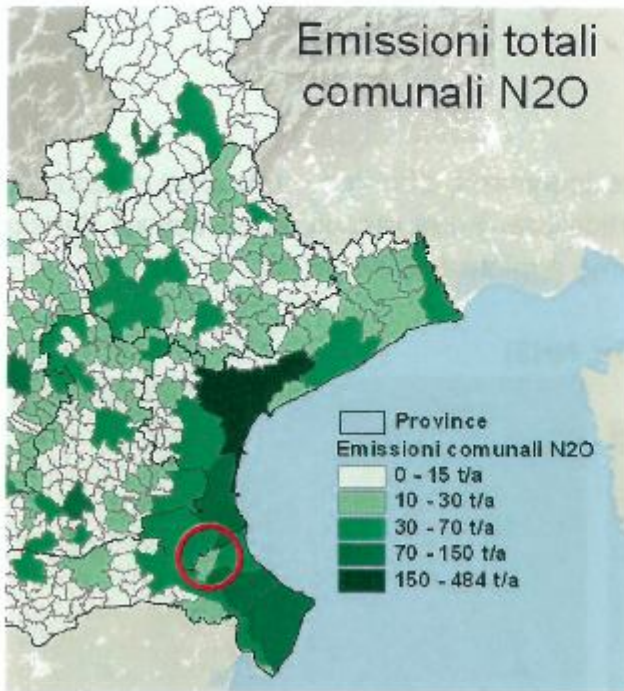 Emissioni totali
comunali N2O
Province
Emissioni comunali N2O
0 - 15 t/a
10 - 30 t/a
30 - 70 t/a
70 - 150 t/a
150 - 484 t/a